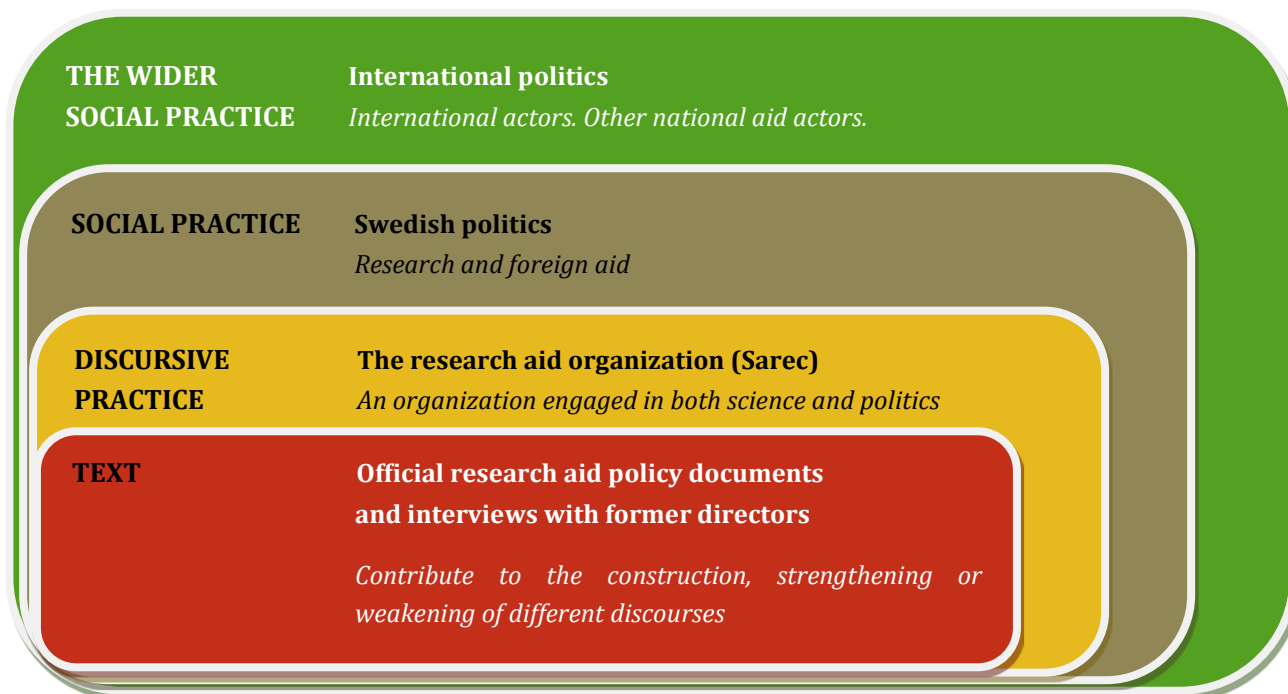 THE WIDER International politics
SOCIAL PRACTICE International actors. Other national aid actors.
SOCIAL PRACTICE Swedish politics
Research and foreign aid
DISCURSIVE The research aid organization (Sarec)
PRACTICE An organization engaged in both science and politics
TEXT Official research aid policy documents
and interviews with former directors
Contribute to the construction, strengthening or
weakening of different discourses